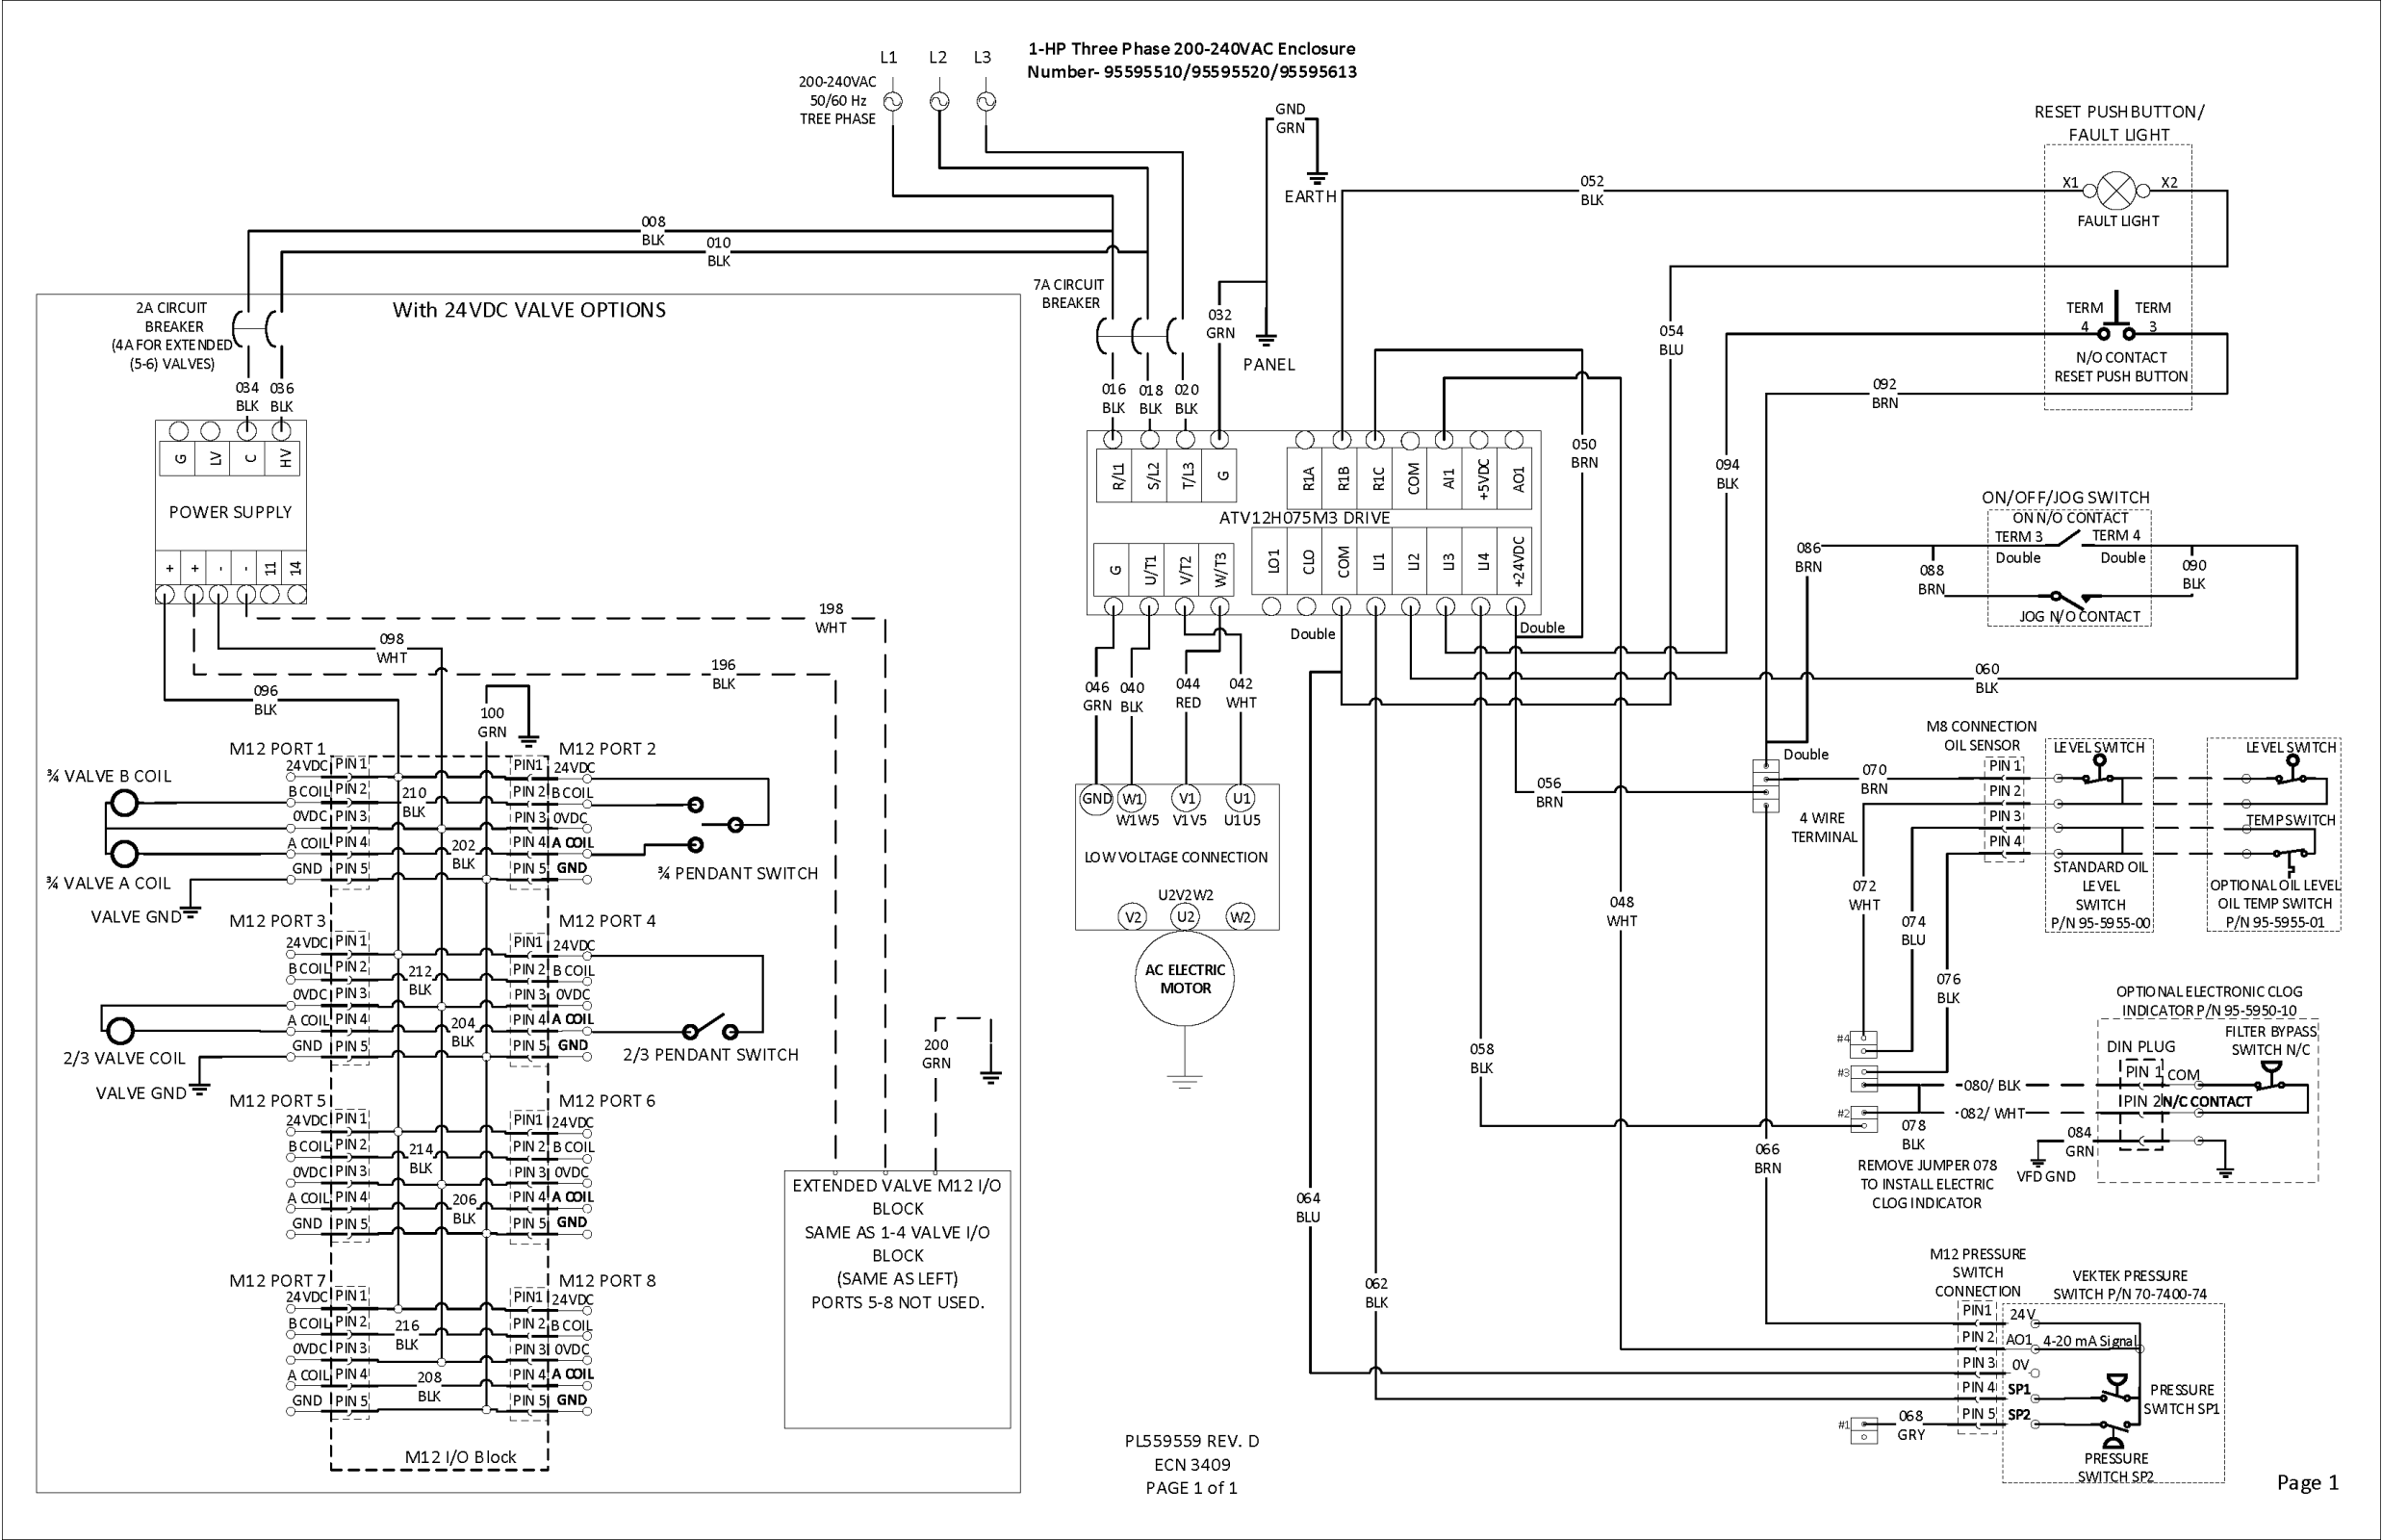 1-HP Three Phase 200-240VAC Enclosure
Number- 95595510/95595520/95595613
L1
L2
L3
200-240VAC
50/60 Hz
TREE PHASE
GND
GRN
EARTH
RESET PUSHBUTTON/
FAULT LIGHT
X1
X2
FAULT LIGHT
TERM
4
TERM
3
N/O CONTACT
RESET PUSH BUTTON
052
BLK
008
BLK
010
BLK
2A CIRCUIT
BREAKER
(4A FOR EXTENDED
(5-6) VALVES)
With 24VDC VALVE OPTIONS
7A CIRCUIT
BREAKER
032
GRN
PANEL
054
BLU
092
BRN
034
BLK
036
BLK
016
BLK
018
BLK
020
BLK
050
BRN
094
BLK
G
LV
C
HV
POWER SUPPLY
+
+
-
-
11
14
R/L1
S/L2
T/L3
G
R1A
R1B
R1C
COM
AI1
+5VDC
AO1
ATV12H075M3 DRIVE
G
U/T1
V/T2
W/T3
LO1
CLO
COM
LI1
LI2
LI3
LI4
+24VDC
Double
Double
ON/OFF/JOG SWITCH
ON N/O CONTACT
TERM 3
TERM 4
Double
Double
JOG N/O CONTACT
086
BRN
088
BRN
090
BLK
060
BLK
198
WHT
098
WHT
196
BLK
096
BLK
100
GRN
046
GRN
040
BLK
044
RED
042
WHT
GND
W1
V1
U1
W1W5
V1V5
U1U5
LOW VOLTAGE CONNECTION
U2V2W2
V2
U2
W2
AC ELECTRIC
MOTOR
Double
056
BRN
4 WIRE
TERMINAL
M8 CONNECTION
OIL SENSOR
PIN 1
PIN 2
PIN 3
PIN 4
070
BRN
072
WHT
074
BLU
076
BLK
LEVEL SWITCH
STANDARD OIL
LEVEL
SWITCH
P/N 95-5955-00
LEVEL SWITCH
TEMP SWITCH
OPTIONAL OIL LEVEL
OIL TEMP SWITCH
P/N 95-5955-01
M12 PORT 1
24VDC
B COIL
0VDC
A COIL
GND
PIN 1
PIN 2
PIN 3
PIN 4
PIN 5
210
BLK
202
BLK
M12 PORT 2
PIN1
PIN 2
PIN 3
PIN 4
PIN 5
24VDC
B COIL
0VDC
A COIL
GND
¾ VALVE B COIL
¾ VALVE A COIL
VALVE GND
¾ PENDANT SWITCH
M12 PORT 3
24VDC
B COIL
0VDC
A COIL
GND
PIN 1
PIN 2
PIN 3
PIN 4
PIN 5
212
BLK
204
BLK
M12 PORT 4
PIN1
PIN 2
PIN 3
PIN 4
PIN 5
24VDC
B COIL
0VDC
A COIL
GND
2/3 VALVE COIL
VALVE GND
2/3 PENDANT SWITCH
M12 PORT 5
24VDC
B COIL
0VDC
A COIL
GND
PIN 1
PIN 2
PIN 3
PIN 4
PIN 5
214
BLK
206
BLK
M12 PORT 6
PIN1
PIN 2
PIN 3
PIN 4
PIN 5
24VDC
B COIL
0VDC
A COIL
GND
M12 PORT 7
24VDC
B COIL
0VDC
A COIL
GND
PIN 1
PIN 2
PIN 3
PIN 4
PIN 5
216
BLK
208
BLK
M12 PORT 8
PIN1
PIN 2
PIN 3
PIN 4
PIN 5
24VDC
B COIL
0VDC
A COIL
GND
M12 I/O Block
200
GRN
EXTENDED VALVE M12 I/O
BLOCK
SAME AS 1-4 VALVE I/O
BLOCK
(SAME AS LEFT)
PORTS 5-8 NOT USED.
048
WHT
058
BLK
064
BLU
062
BLK
066
BRN
#4
#3
#2
080/ BLK
082/ WHT
078
BLK
REMOVE JUMPER 078
TO INSTALL ELECTRIC
CLOG INDICATOR
OPTIONAL ELECTRONIC CLOG
INDICATOR P/N 95-5950-10
DIN PLUG
FILTER BYPASS
SWITCH N/C
PIN 1
COM
PIN 2
N/C CONTACT
084
GRN
VFD GND
M12 PRESSURE
SWITCH
CONNECTION
PIN1
PIN 2
PIN 3
PIN 4
PIN 5
VEKTEK PRESSURE
SWITCH P/N 70-7400-74
24V
AO1
4-20 mA Signal
0V
SP1
SP2
PRESSURE
SWITCH SP1
PRESSURE
SWITCH SP2
#1
068
GRY
PL559559 REV. D
ECN 3409
PAGE 1 of 1
Page 1